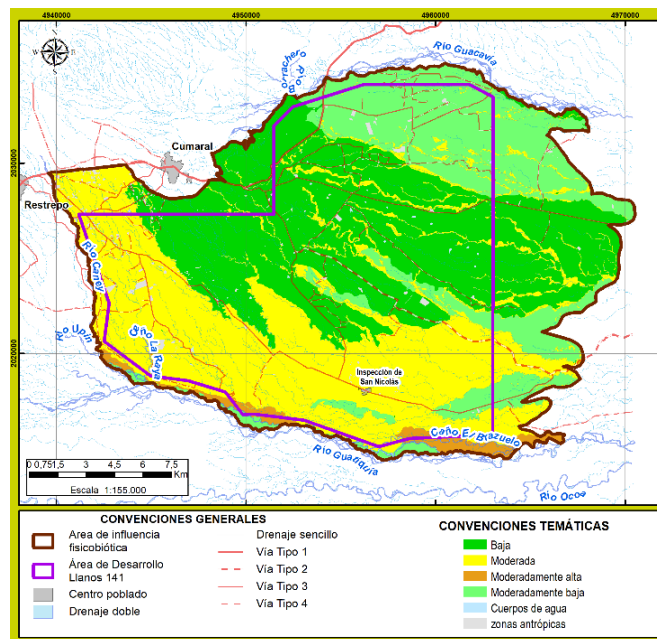 4940000 4950000 4960000 4970000
Río Guacavía
Río Borrachero
Cumaral
2030000
Restrepo
Río Caney
Río Upín
Caño La Raya
2020000
Inspección de
San Nicolás
Caño El Brazuelo
Río Guatiquía
Río Ocoa
0 0,751,5 3 4,5 6 7,5
Km
Escala 1:155.000
CONVENCIONES GENERALES
Area de influencia
fisicobiótica
Área de Desarrollo
Llanos 141
Centro poblado
Drenaje doble
Drenaje sencillo
Vía Tipo 1
Vía Tipo 2
Vía Tipo 3
Vía Tipo 4
CONVENCIONES TEMÁTICAS
Baja
Moderada
Moderadamente alta
Moderadamente baja
Cuerpos de agua
zonas antrópicas